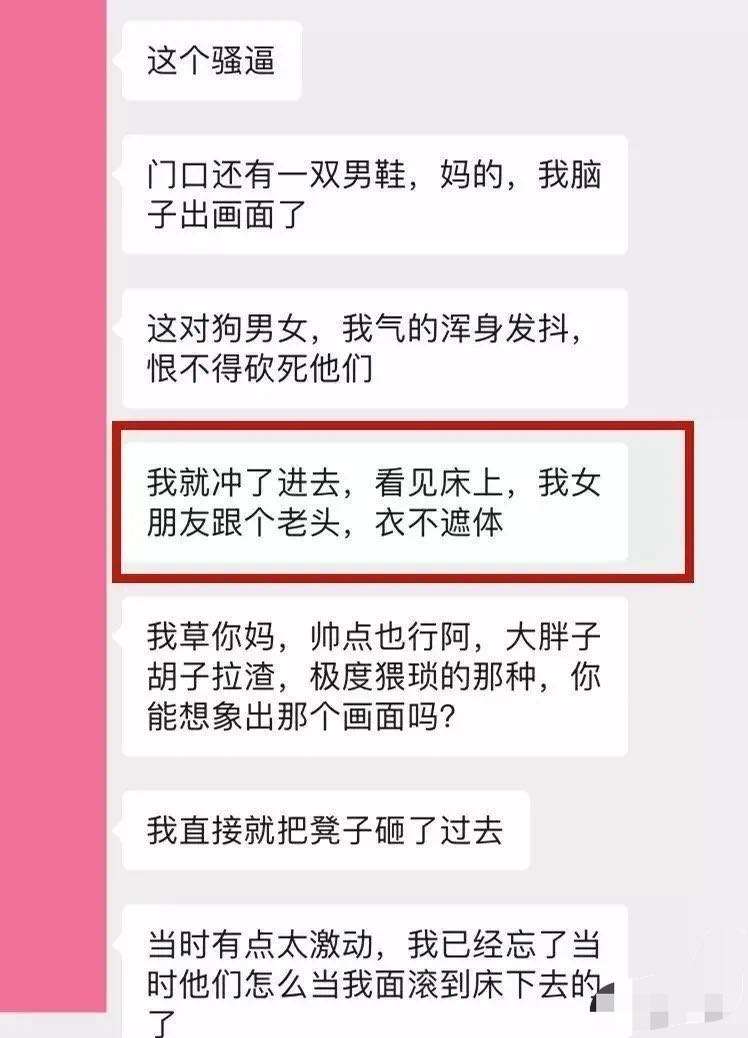 这个骚逼
门口还有一双男鞋，妈的，我脑
子出画面了
这对狗男女，我气的浑身发抖，
恨不得砍死他们
我就冲了进去，看见床上，我女
朋友跟个老头，衣不遮体
我草你妈，帅点也行阿，大胖子
胡子拉渣，极度猥琐的那种，你
能想象出那个画面吗？
我直接就把凳子砸了过去
当时有点太激动，我已经忘了当
时他们怎么当我面滚到床下去的
了